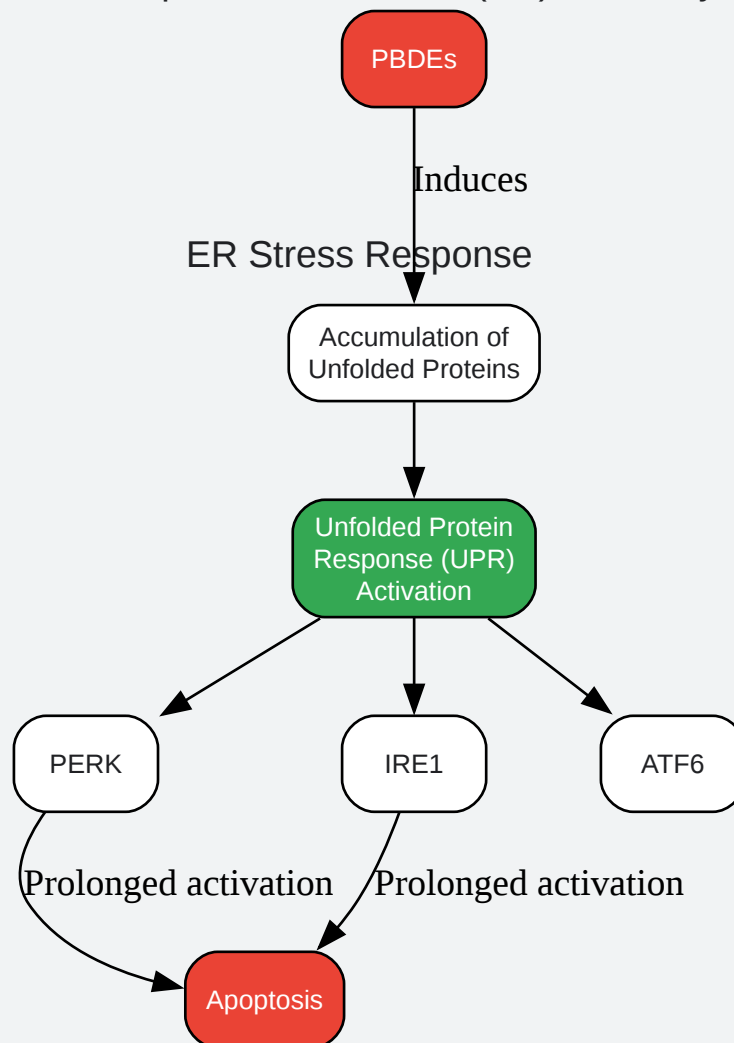 PBDEs
Induces
ER Stress Response
Accumulation of
Unfolded Proteins
Unfolded Protein
Response (UPR)
Activation
PERK
IRE1
ATF6
Prolonged activation
Prolonged activation
Apoptosis